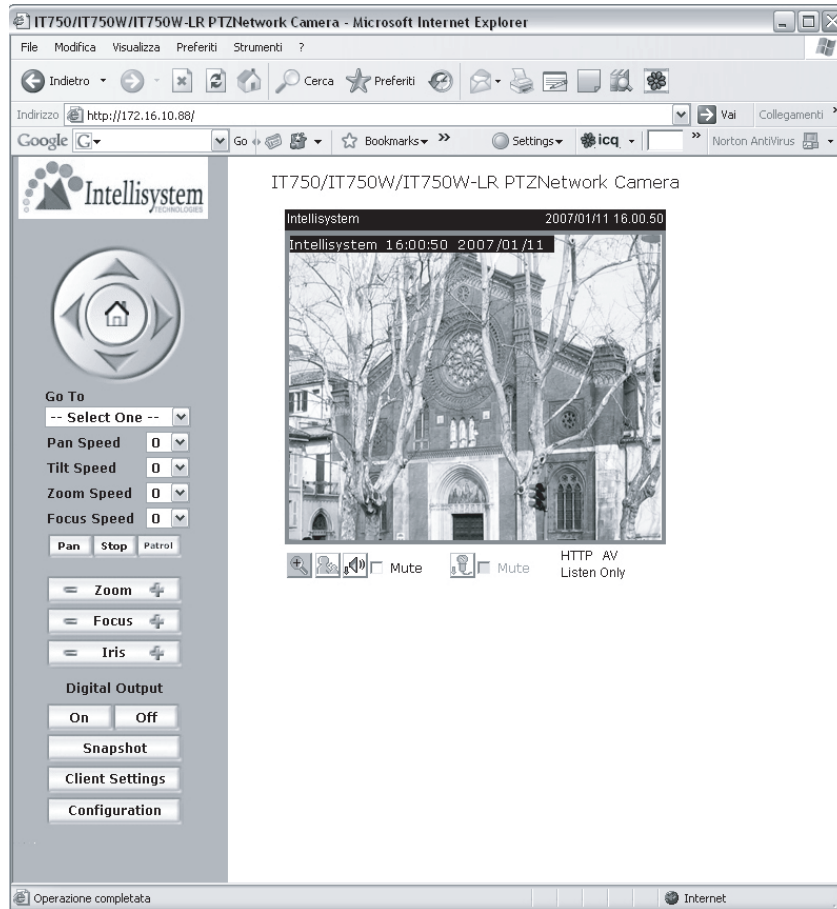 IT750/IT750W/IT750W-LR PTZNetwork Camera - Microsoft Internet Explorer
File Modifica Visualizza Preferiti Strumenti ?
Indietro Cerca Preferiti
Indirizzo http://172.16.10.88/ Vai Collegamenti »
Google G Go Bookmarks » Settings icq » Norton AntiVirus
Intellisystem
TECHNOLOGIES
IT750/IT750W/IT750W-LR PTZNetwork Camera
Intellisystem 2007/01/11 16.00.50
Intellisystem 16:00:50 2007/01/11
Go To
-- Select One --
Pan Speed 0
Tilt Speed 0
Zoom Speed 0
Focus Speed 0
Pan Stop Patrol
Zoom
Focus
Iris
Digital Output
On Off
Snapshot
Client Settings
Configuration
Mute Mute
HTTP AV
Listen Only
Operazione completata Internet